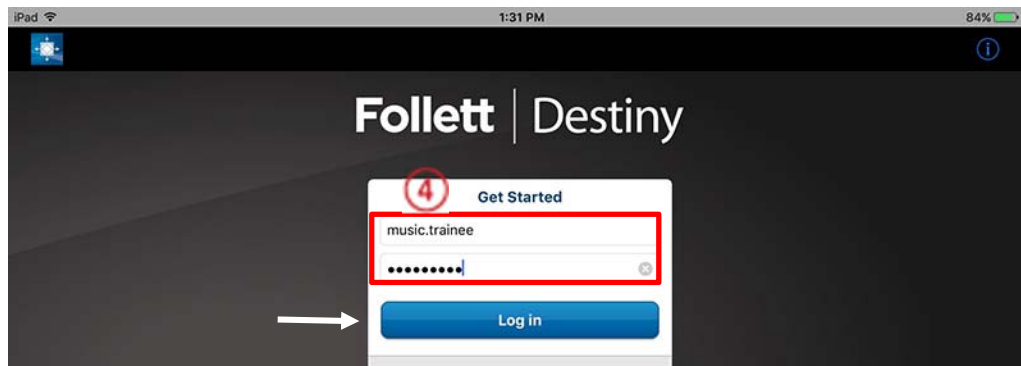 iPad 1:31 PM 84%
Follett | Destiny
4 Get Started
music.trainee
•••••••••
Log in